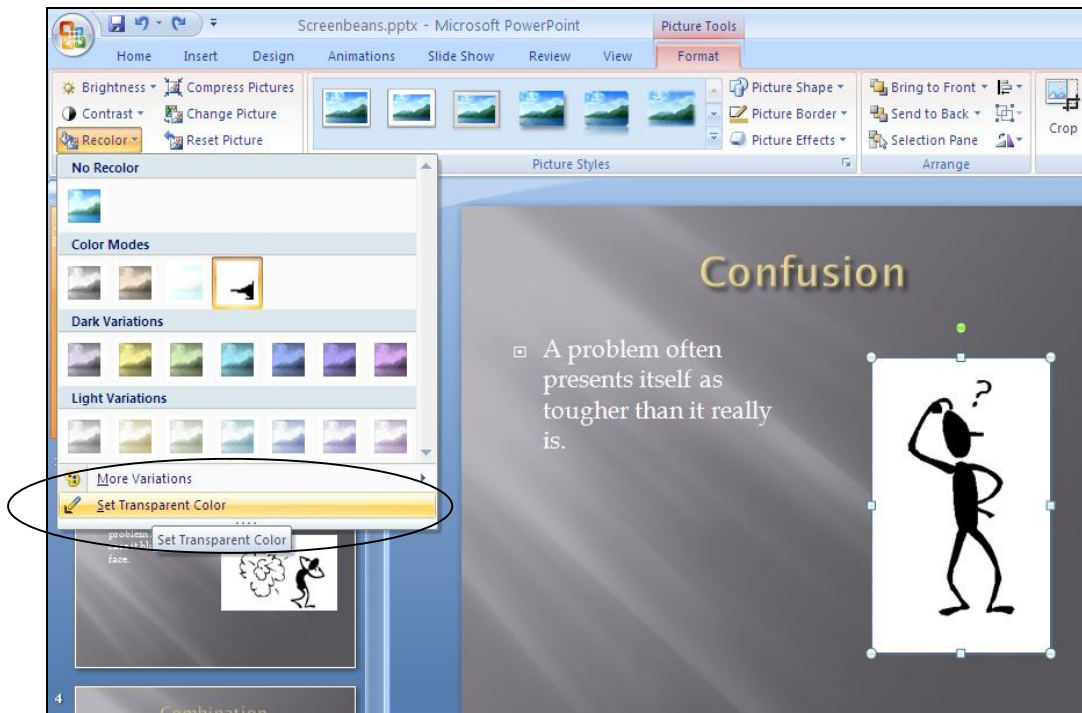 Screenbeans.pptx - Microsoft PowerPoint
Picture Tools
Home Insert Design Animations Slide Show Review View Format
Brightness Compress Pictures Picture Shape Bring to Front
Contrast Change Picture Picture Border Send to Back
Recolor Reset Picture Picture Effects Selection Pane
Crop
Picture Styles Arrange
No Recolor
Color Modes
Dark Variations
Light Variations
More Variations
Set Transparent Color
Set Transparent Color
problem.
face.
4
Combination
Confusion
A problem often
presents itself as
tougher than it really
is.
?